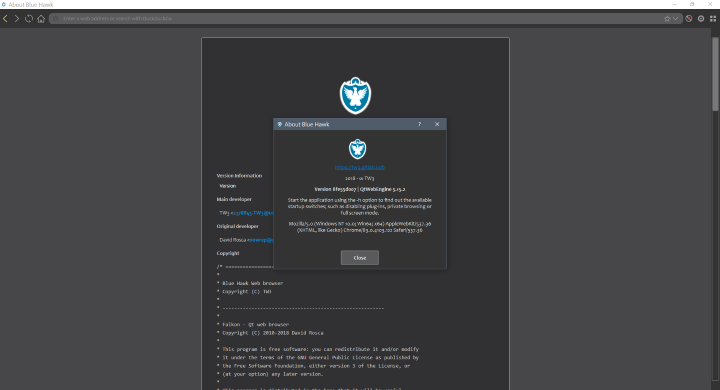 About Blue Hawk
Enter a web address or search with DuckDuckGo
Version Information
Version
Main developer
TW3
Original developer
David Rosca
Copyright
/*
*
* Blue Hawk Web browser
* Copyright (C) TW3
*
* ------------------------------------------------------
*
* Falkon - Qt web browser
* Copyright (C) 2010-2018 David Rosca
*
* This program is free software: you can redistribute it and/or modify
* it under the terms of the GNU General Public License as published by
* the Free Software Foundation, either version 3 of the License, or
* (at your option) any later version.
*
About Blue Hawk
? ×
2018 -∞ TW3
Version 8fe55d0c7 | QtWebEngine 5.15.2
Start the application using the -h option to find out the available
startup switches; such as disabling plug-ins, private browsing or
full screen mode.
Mozilla/5.0 (Windows NT 10.0; Win64; x64) AppleWebKit/537.36
(KHTML, like Gecko) Chrome/83.0.4103.122 Safari/537.36
Close